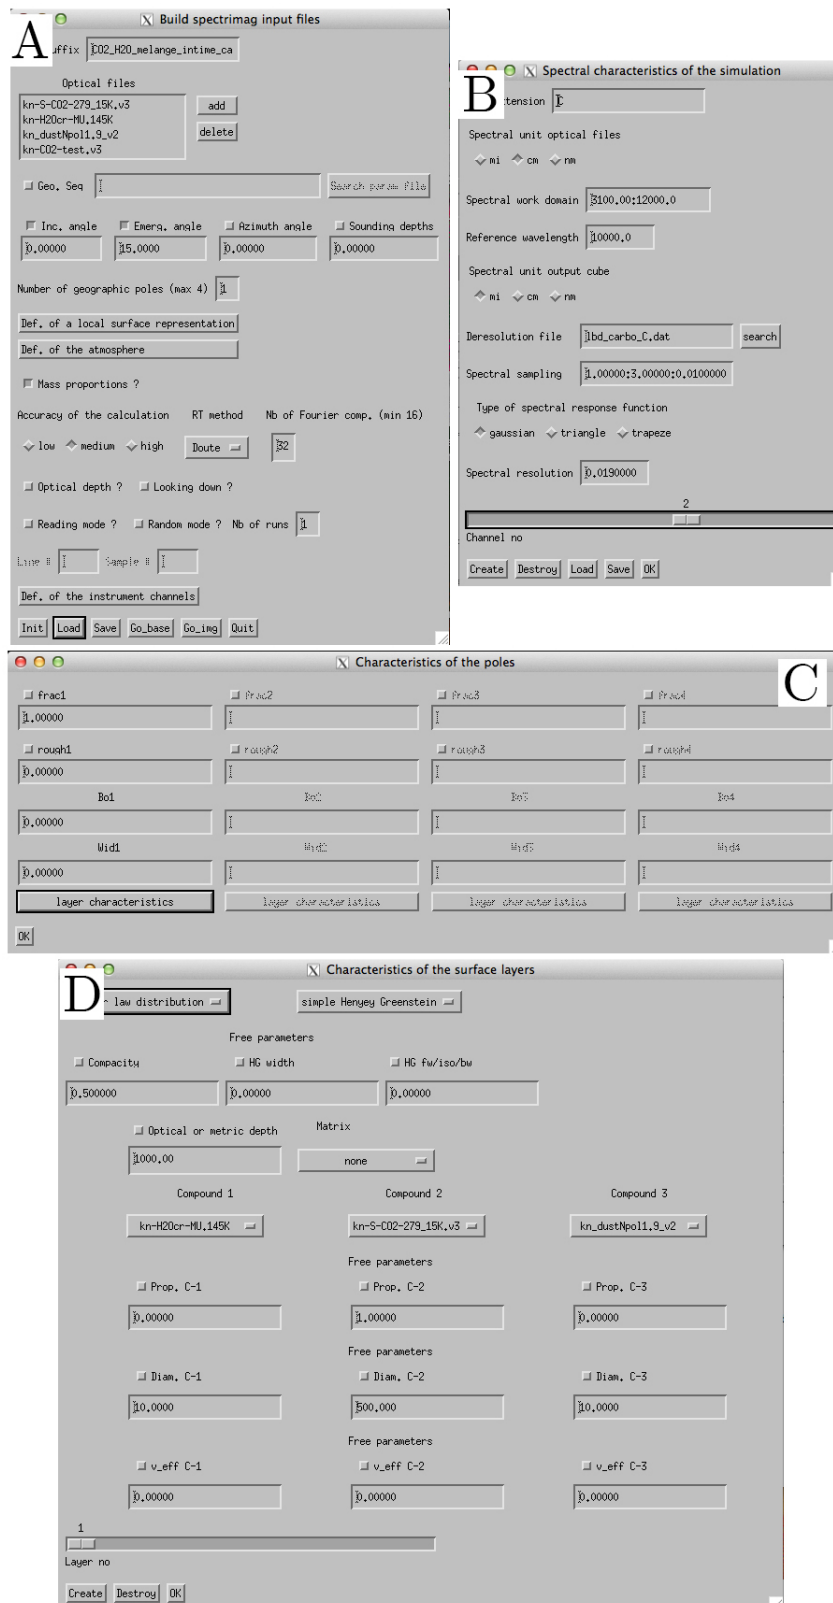 A
Build spectrimag input files
uffix CO2_H2O_melange_intime_ca
Optical files
kn-S-CO2-279_15K.v3
kn-H2Ocr-MU.145K
kn_dustNpol1.9_v2
kn-CO2-test.v3
add
delete
Geo. Seq
Search param file
Inc. angle Emerg. angle Azimuth angle Sounding depths
0.00000 15.0000 0.00000 0.00000
Number of geographic poles (max 4) 1
Def. of a local surface representation
Def. of the atmosphere
Mass proportions ?
Accuracy of the calculation RT method Nb of Fourier comp. (min 16)
low medium high Doute 32
Optical depth ? Looking down ?
Reading mode ? Random mode ? Nb of runs 1
Line # Sample #
Def. of the instrument channels
Init Load Save Go_base Go_img Quit
B
Spectral characteristics of the simulation
tension C
Spectral unit optical files
mi cm nm
Spectral work domain 3100.00:12000.0
Reference wavelength 10000.0
Spectral unit output cube
mi cm nm
Deresolution file lbd_carbo_C.dat search
Spectral sampling 1.00000:3.00000:0.0100000
Type of spectral response function
gaussian triangle trapeze
Spectral resolution 0.0190000
2
Channel no
Create Destroy Load Save OK
C
Characteristics of the poles
frac1 frac2 frac3 frac4
1.00000
rough1 rough2 rough3 rough4
0.00000
Bo1 Bo2 Bo3 Bo4
0.00000
Wid1 Wid2 Wid3 Wid4
0.00000
layer characteristics layer characteristics layer characteristics layer characteristics
OK
D
Characteristics of the surface layers
r law distribution simple Henyey Greenstein
Free parameters
Compacity HG width HG fw/iso/bw
0.500000 0.00000 0.00000
Optical or metric depth Matrix
1000.00 none
Compound 1 Compound 2 Compound 3
kn-H2Ocr-MU.145K kn-S-CO2-279_15K.v3 kn_dustNpol1.9_v2
Free parameters
Prop. C-1 Prop. C-2 Prop. C-3
0.00000 1.00000 0.00000
Free parameters
Diam. C-1 Diam. C-2 Diam. C-3
10.0000 500.000 10.0000
Free parameters
v_eff C-1 v_eff C-2 v_eff C-3
0.00000 0.00000 0.00000
1
Layer no
Create Destroy OK